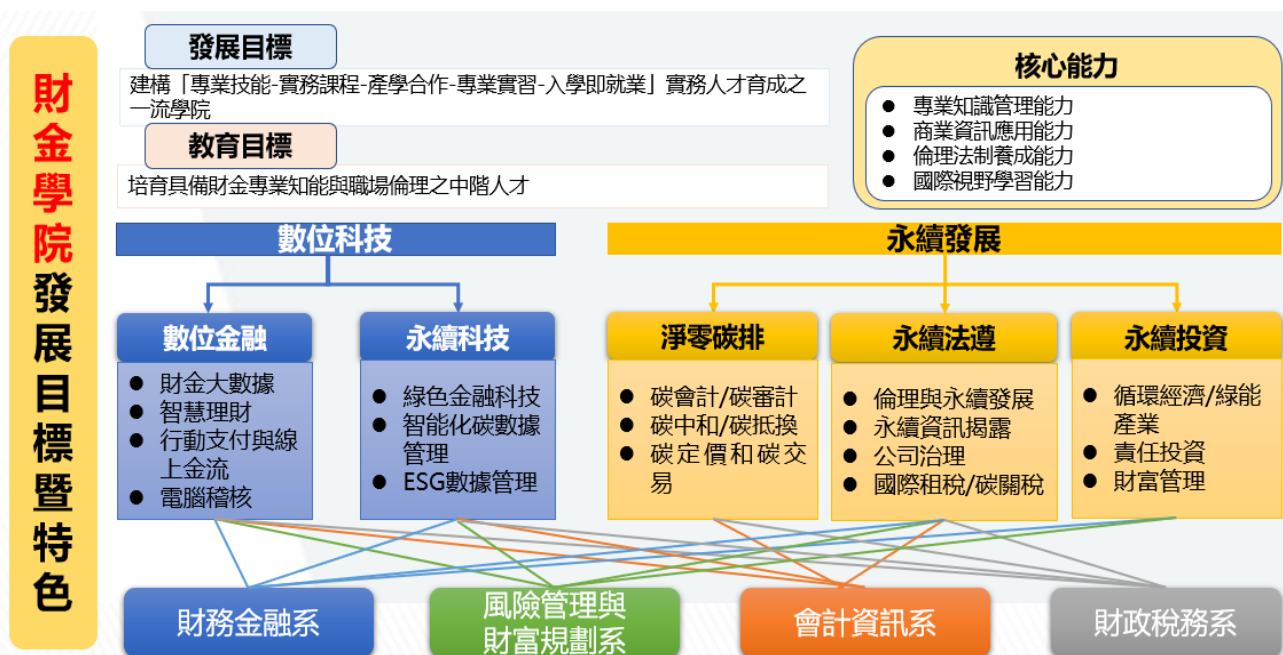 財金學院發展目標暨特色
發展目標
建構「專業技能-實務課程-產學合作-專業實習-入學即就業」實務人才育成之
一流學院
教育目標
培育具備財金專業知能與職場倫理之中階人才
核心能力
● 專業知識管理能力
● 商業資訊應用能力
● 倫理法制養成能力
● 國際視野學習能力
數位科技
永續發展
數位金融
● 財金大數據
● 智慧理財
● 行動支付與線
上金流
● 電腦稽核
永續科技
● 綠色金融科技
● 智能化碳數據
管理
● ESG數據管理
淨零碳排
● 碳會計/碳審計
● 碳中和/碳抵換
● 碳定價和碳交
易
永續法遵
● 倫理與永續發展
● 永續資訊揭露
● 公司治理
● 國際租稅/碳關稅
永續投資
● 循環經濟/綠能
產業
● 責任投資
● 財富管理
財務金融系
風險管理與
財富規劃系
會計資訊系
財政稅務系